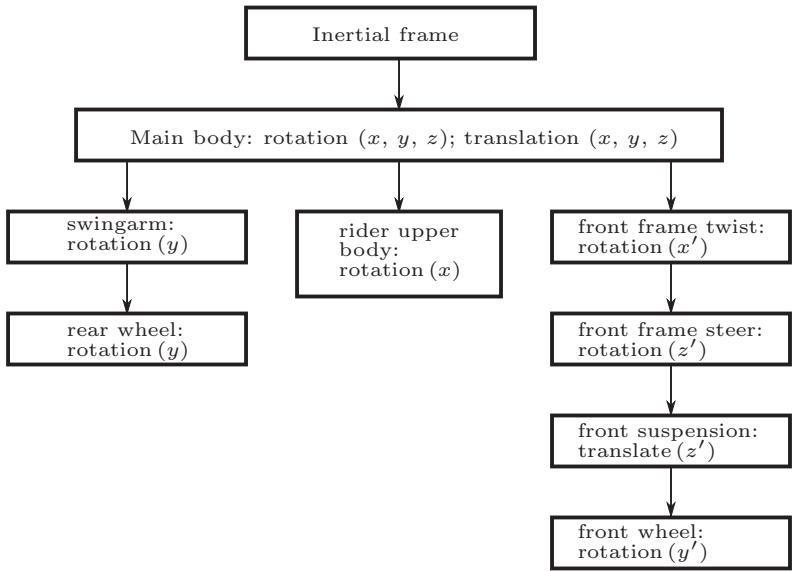 Inertial frame
Main body: rotation (x, y, z); translation (x, y, z)
swingarm:
rotation (y)
rider upper
body:
rotation (x)
front frame twist:
rotation (x′)
rear wheel:
rotation (y)
front frame steer:
rotation (z′)
front suspension:
translate (z′)
front wheel:
rotation (y′)